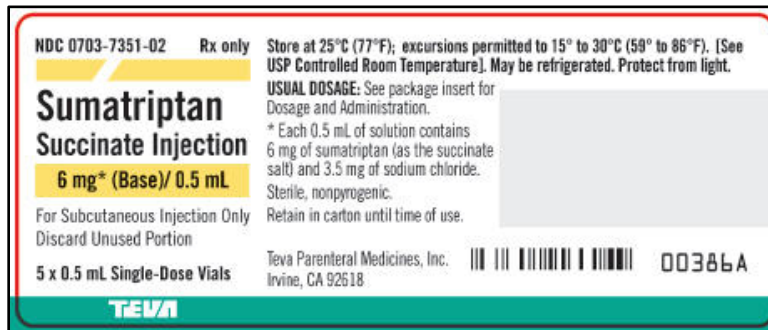 NDC 0703-7351-02 Rx only
Sumatriptan
Succinate Injection
6 mg* (Base)/ 0.5 mL
For Subcutaneous Injection Only
Discard Unused Portion
5 x 0.5 mL Single-Dose Vials
TEVA
Store at 25°C (77°F); excursions permitted to 15° to 30°C (59° to 86°F). [See
USP Controlled Room Temperature]. May be refrigerated. Protect from light.
USUAL DOSAGE: See package insert for
Dosage and Administration.
* Each 0.5 mL of solution contains
6 mg of sumatriptan (as the succinate
salt) and 3.5 mg of sodium chloride.
Sterile, nonpyrogenic.
Retain in carton until time of use.
Teva Parenteral Medicines, Inc.
Irvine, CA 92618
00386A